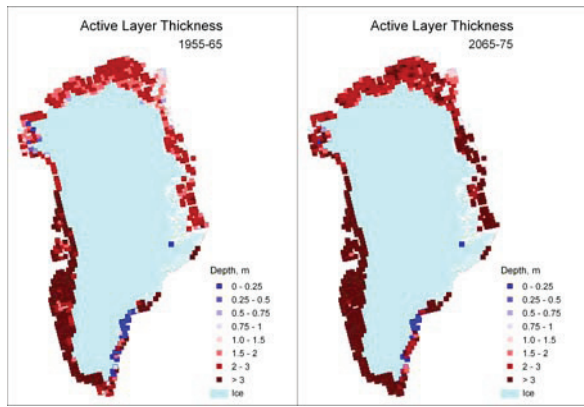 Active Layer Thickness
1955-65
Depth, m
0 - 0.25
0.25 - 0.5
0.5 - 0.75
0.75 - 1
1.0 - 1.5
1.5 - 2
2 - 3
> 3
Ice
Active Layer Thickness
2065-75
Depth, m
0 - 0.25
0.25 - 0.5
0.5 - 0.75
0.75 - 1
1.0 - 1.5
1.5 - 2
2 - 3
> 3
Ice